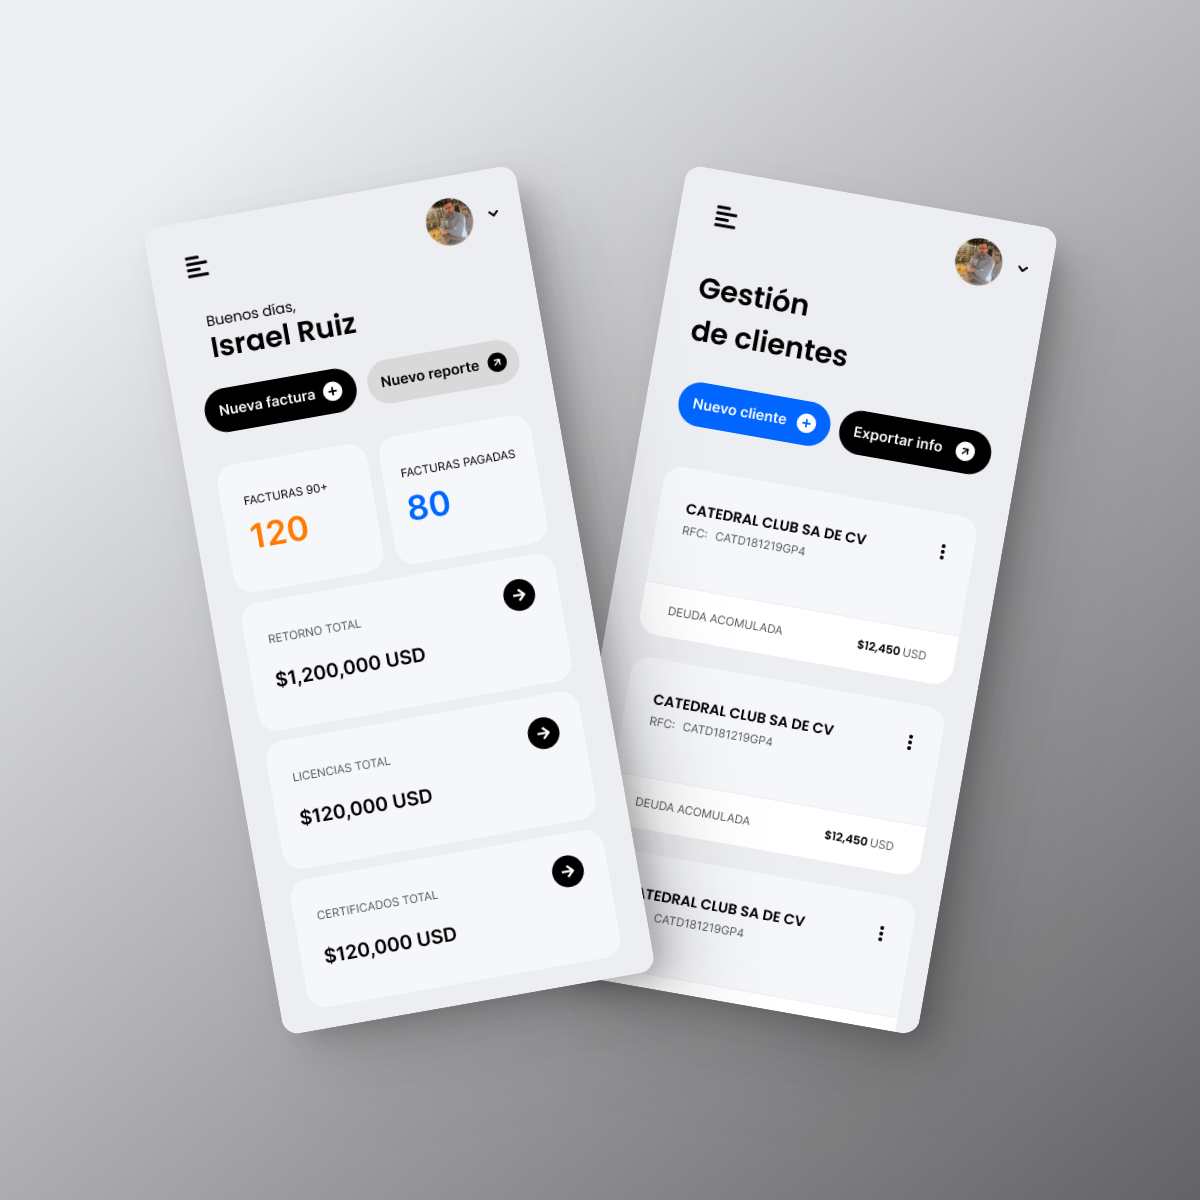 Buenos días,
Israel Ruiz
Nueva factura
Nuevo reporte
FACTURAS 90+
120
FACTURAS PAGADAS
80
RETORNO TOTAL
$1,200,000 USD
LICENCIAS TOTAL
$120,000 USD
CERTIFICADOS TOTAL
$120,000 USD
Gestión
de clientes
Nuevo cliente
Exportar info
CATEDRAL CLUB SA DE CV
RFC: CATD181219GP4
DEUDA ACOMULADA
$12,450 USD
CATEDRAL CLUB SA DE CV
RFC: CATD181219GP4
DEUDA ACOMULADA
$12,450 USD
ATEDRAL CLUB SA DE CV
CATD181219GP4